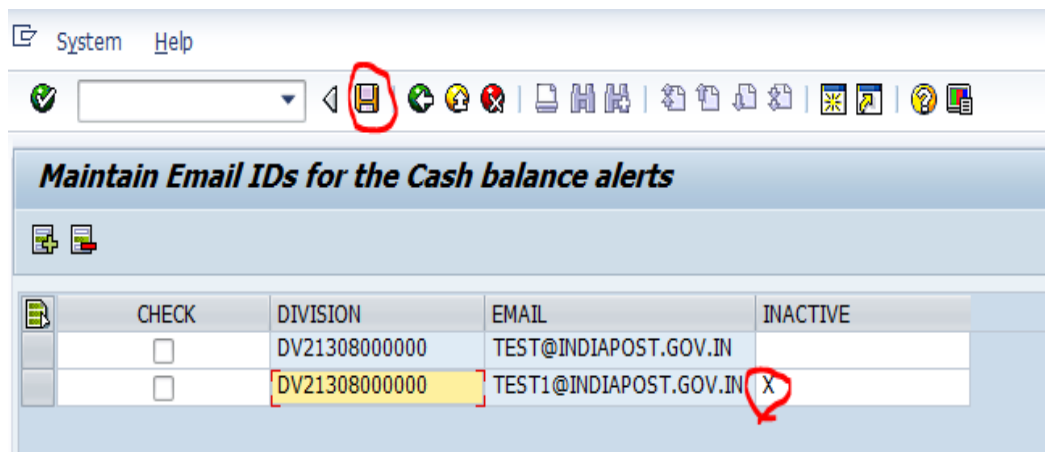 System Help
Maintain Email IDs for the Cash balance alerts
CHECK DIVISION EMAIL INACTIVE
DV21308000000 TEST@INDIAPOST.GOV.IN
DV21308000000 TEST1@INDIAPOST.GOV.IN X